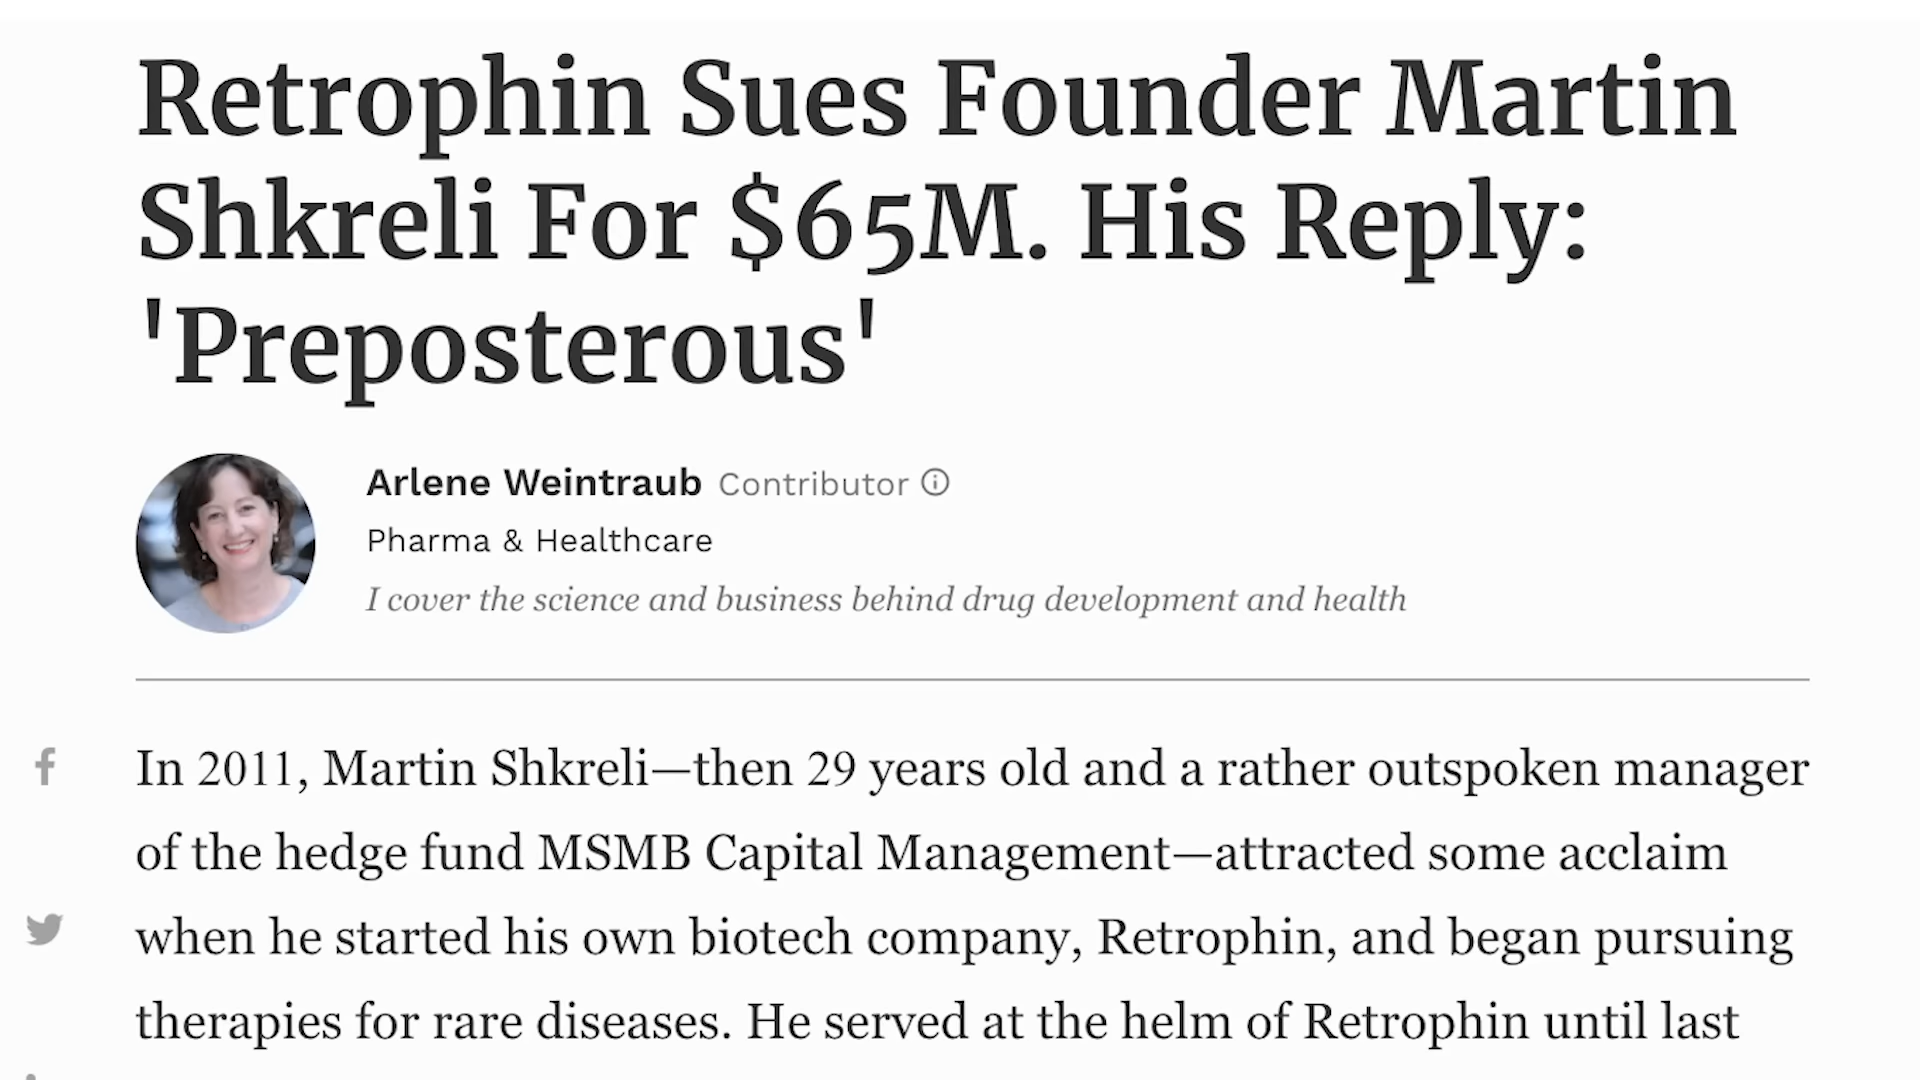 Retrophin Sues Founder Martin
Shkreli For $65M. His Reply:
'Preposterous'
Arlene Weintraub Contributor
Pharma & Healthcare
I cover the science and business behind drug development and health
In 2011, Martin Shkreli—then 29 years old and a rather outspoken manager
of the hedge fund MSMB Capital Management—attracted some acclaim
when he started his own biotech company, Retrophin, and began pursuing
therapies for rare diseases. He served at the helm of Retrophin until last